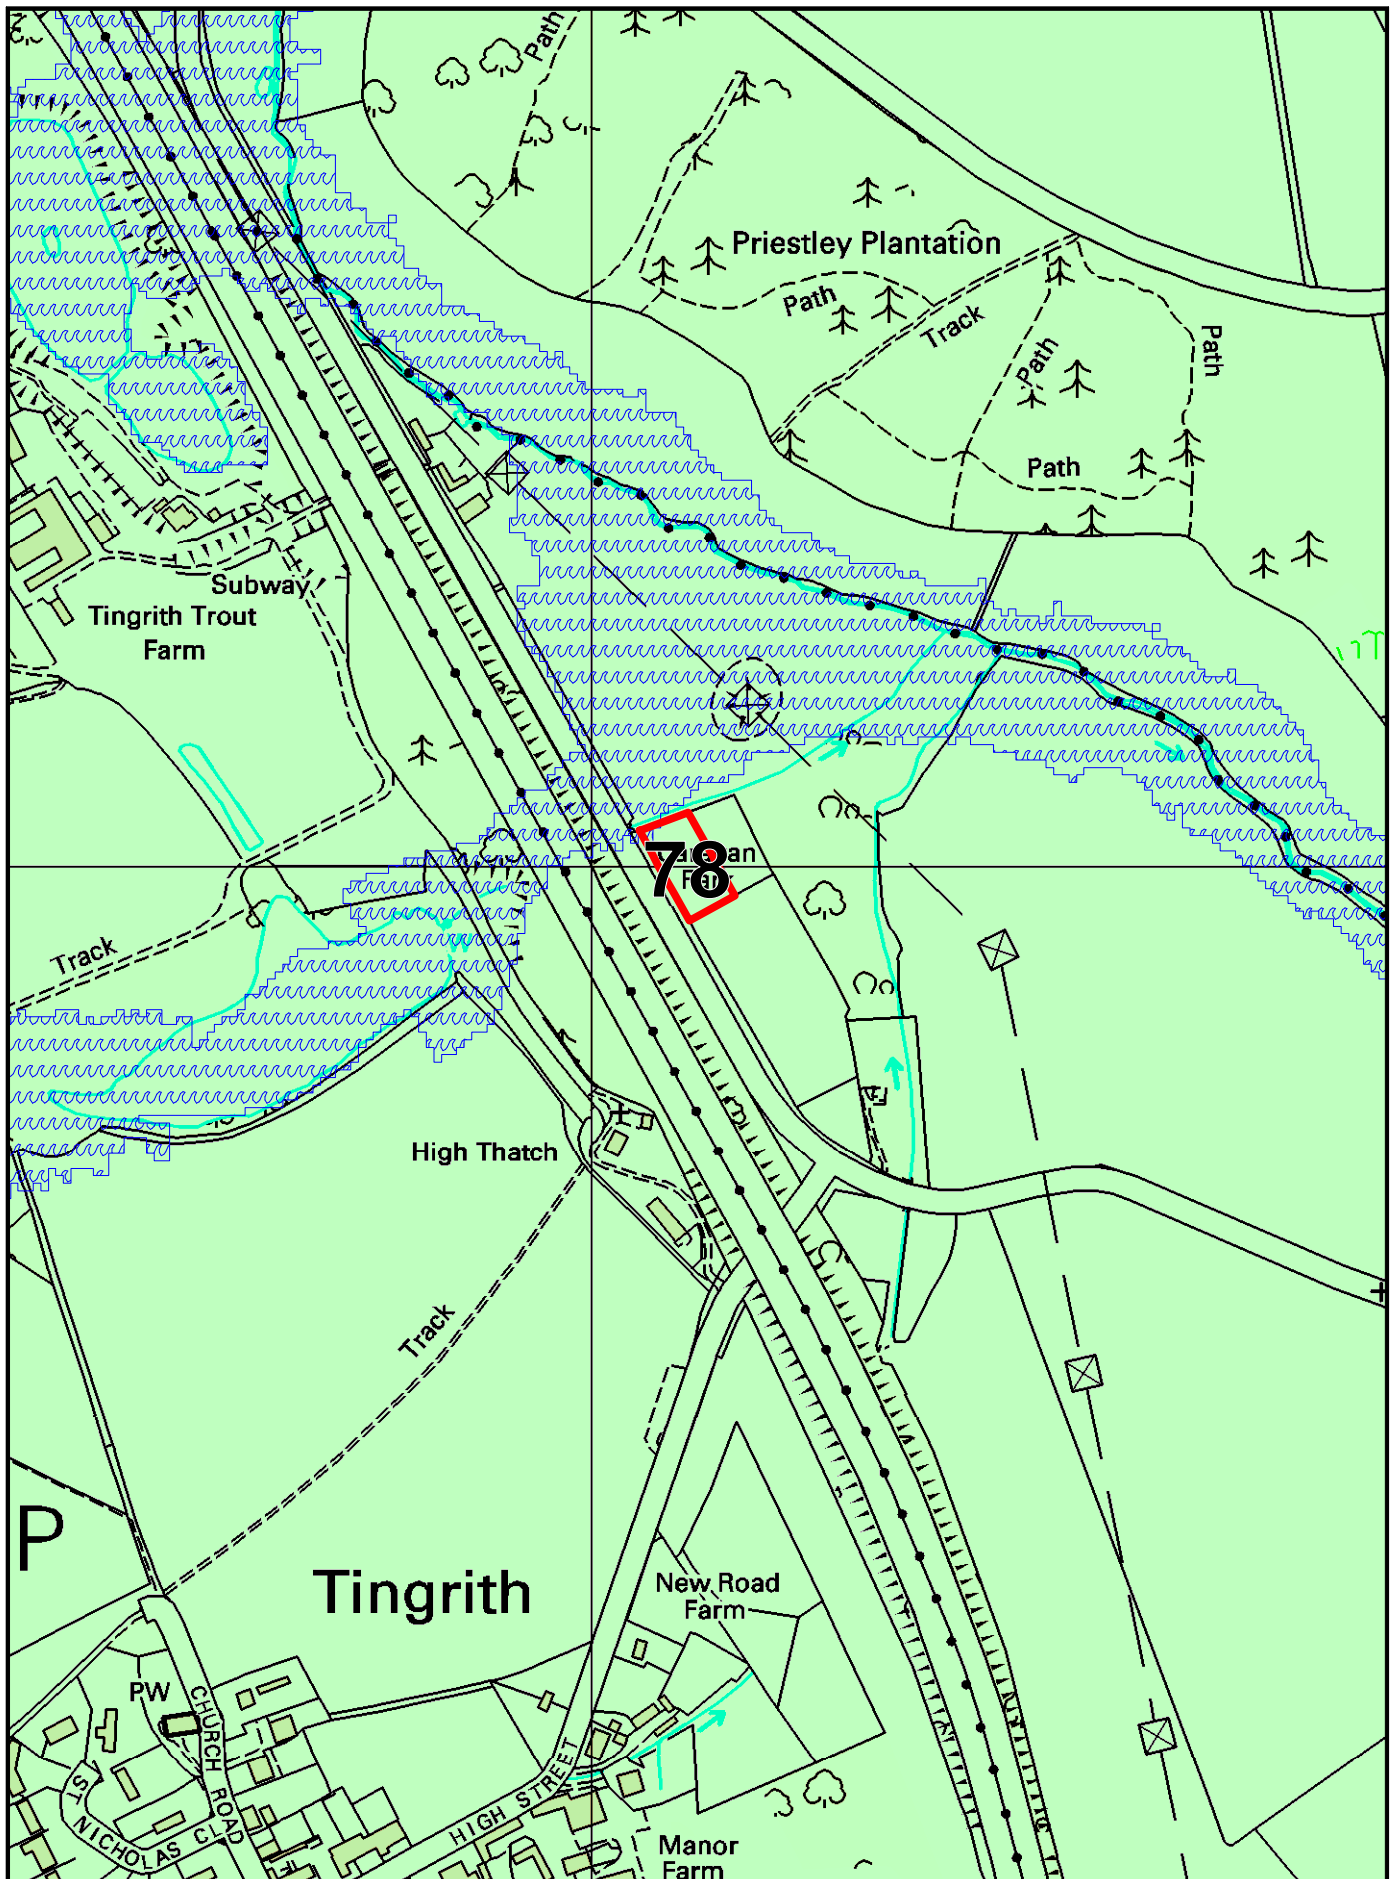 Path
Priestley Plantation
Path
Track
Path
Path
Path
Subway
Tingrith Trout
Farm
78
Track
High Thatch
Track
P
Tingrith
New Road
Farm
PW
CHURCH ROAD
ST
NICHOLAS CL
HIGH STREET
Manor
Farm